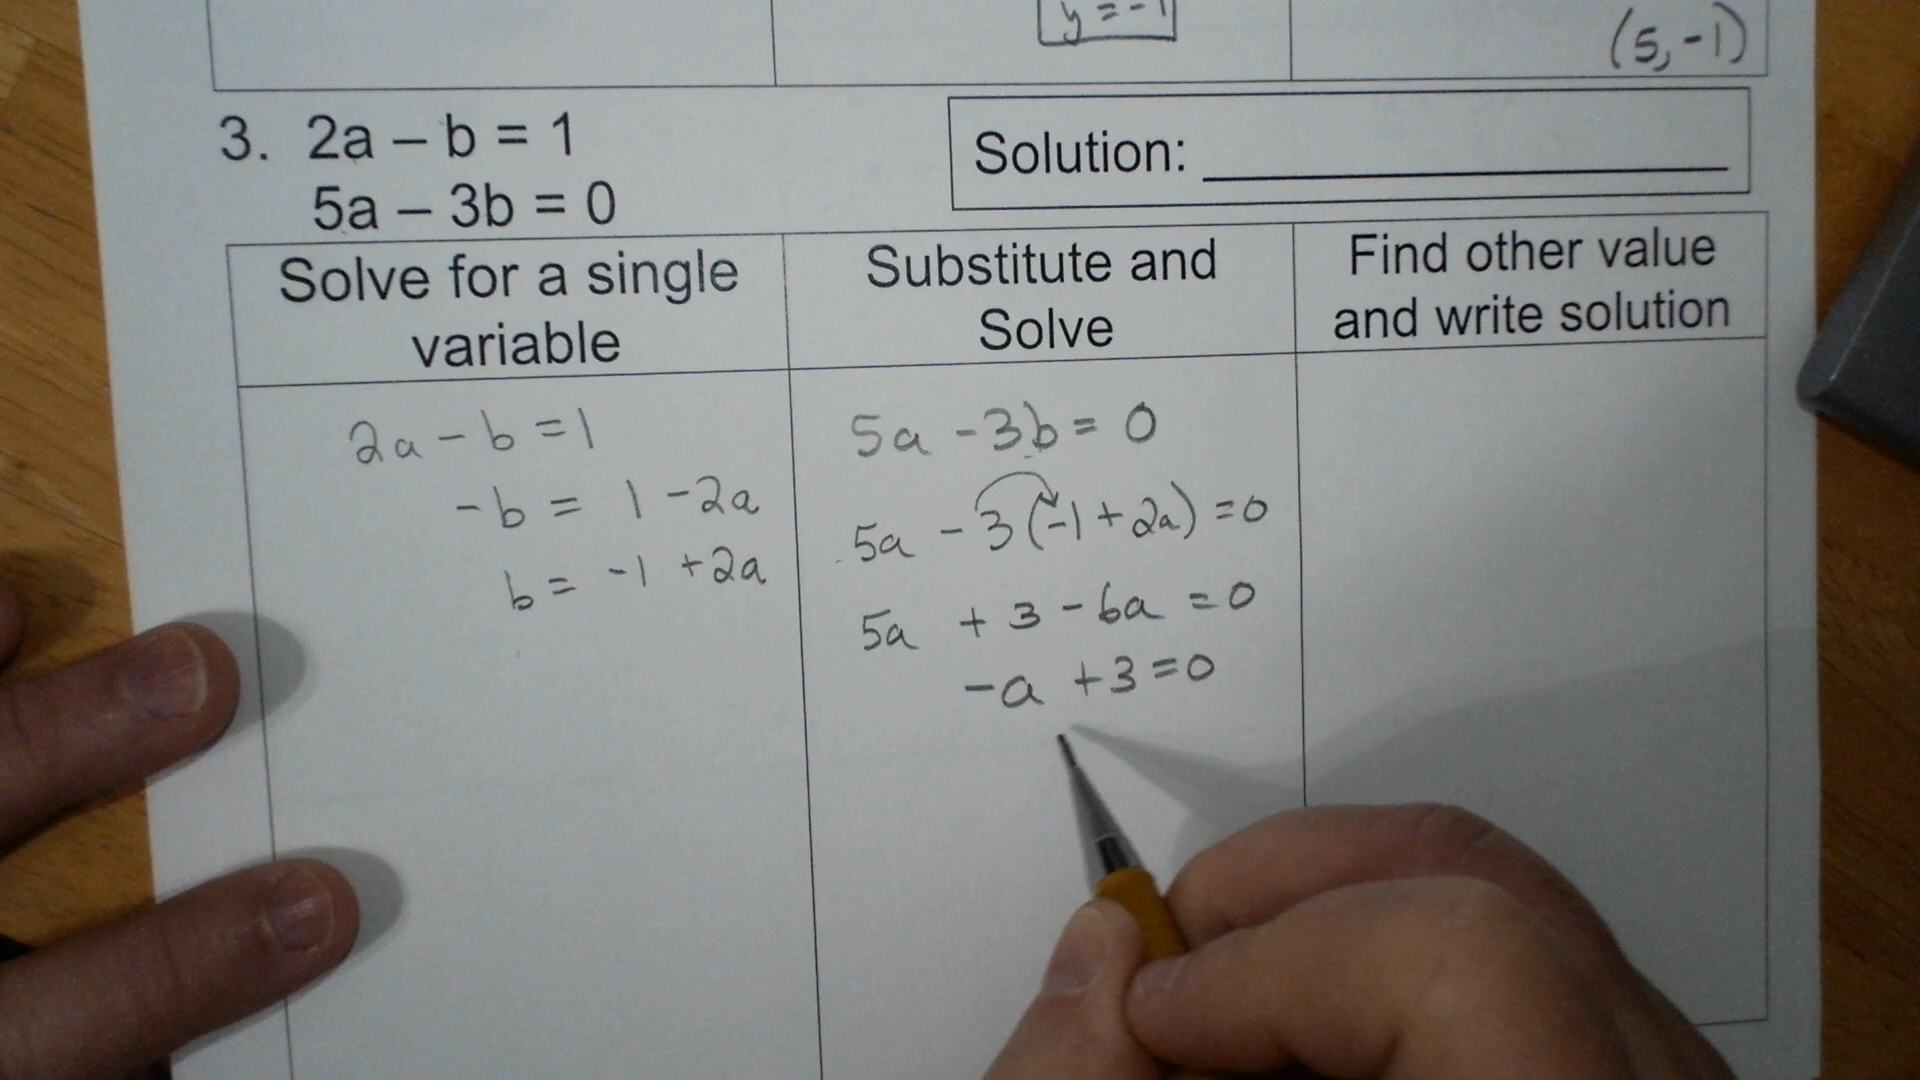 y = -1
(5, -1)
3. 2a – b = 1
5a – 3b = 0
Solution:
Solve for a single
variable
Substitute and
Solve
Find other value
and write solution
2a - b = 1
-b = 1 - 2a
b = -1 + 2a
5a - 3b = 0
5a - 3(-1 + 2a) = 0
5a + 3 - 6a = 0
-a + 3 = 0